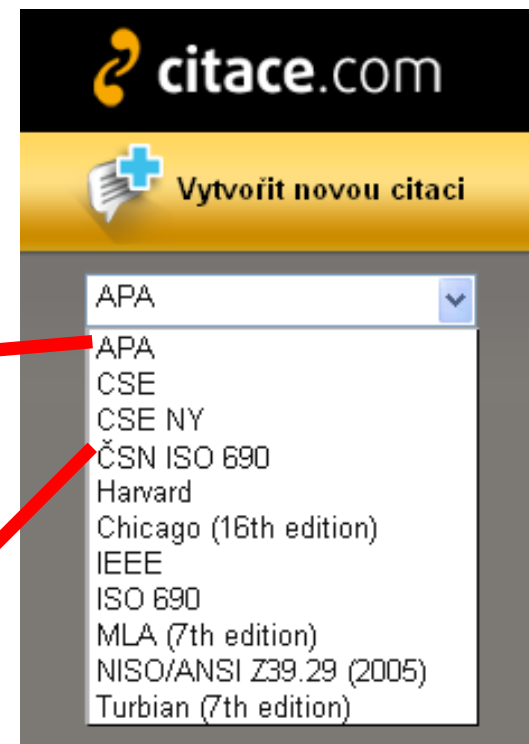 citace.com
Vytvořit novou citaci
APA
APA
CSE
CSE NY
ČSN ISO 690
Harvard
Chicago (16th edition)
IEEE
ISO 690
MLA (7th edition)
NISO/ANSI Z39.29 (2005)
Turbian (7th edition)